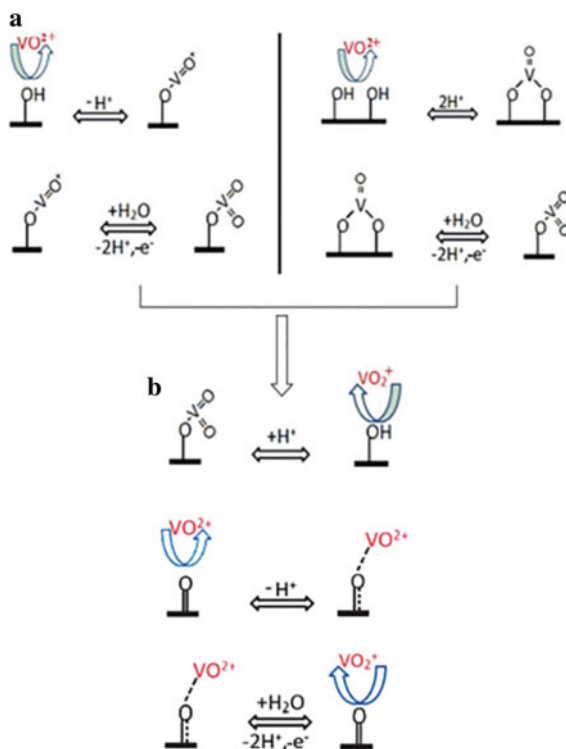 a
VO²⁺
OH
- H⁺
O-V=O⁺
VO²⁺
OH OH
2H⁺
O
V
O O
O-V=O⁺
+H₂O
-2H⁺,-e⁻
O-V=O
O
O
V
O O
+H₂O
-2H⁺,-e⁻
O-V=O
O
b
O-V=O
O
+H⁺
VO₂⁺
OH
VO²⁺
O
- H⁺
VO²⁺
O
VO²⁺
O
+H₂O
-2H⁺,-e⁻
VO₂⁺
O